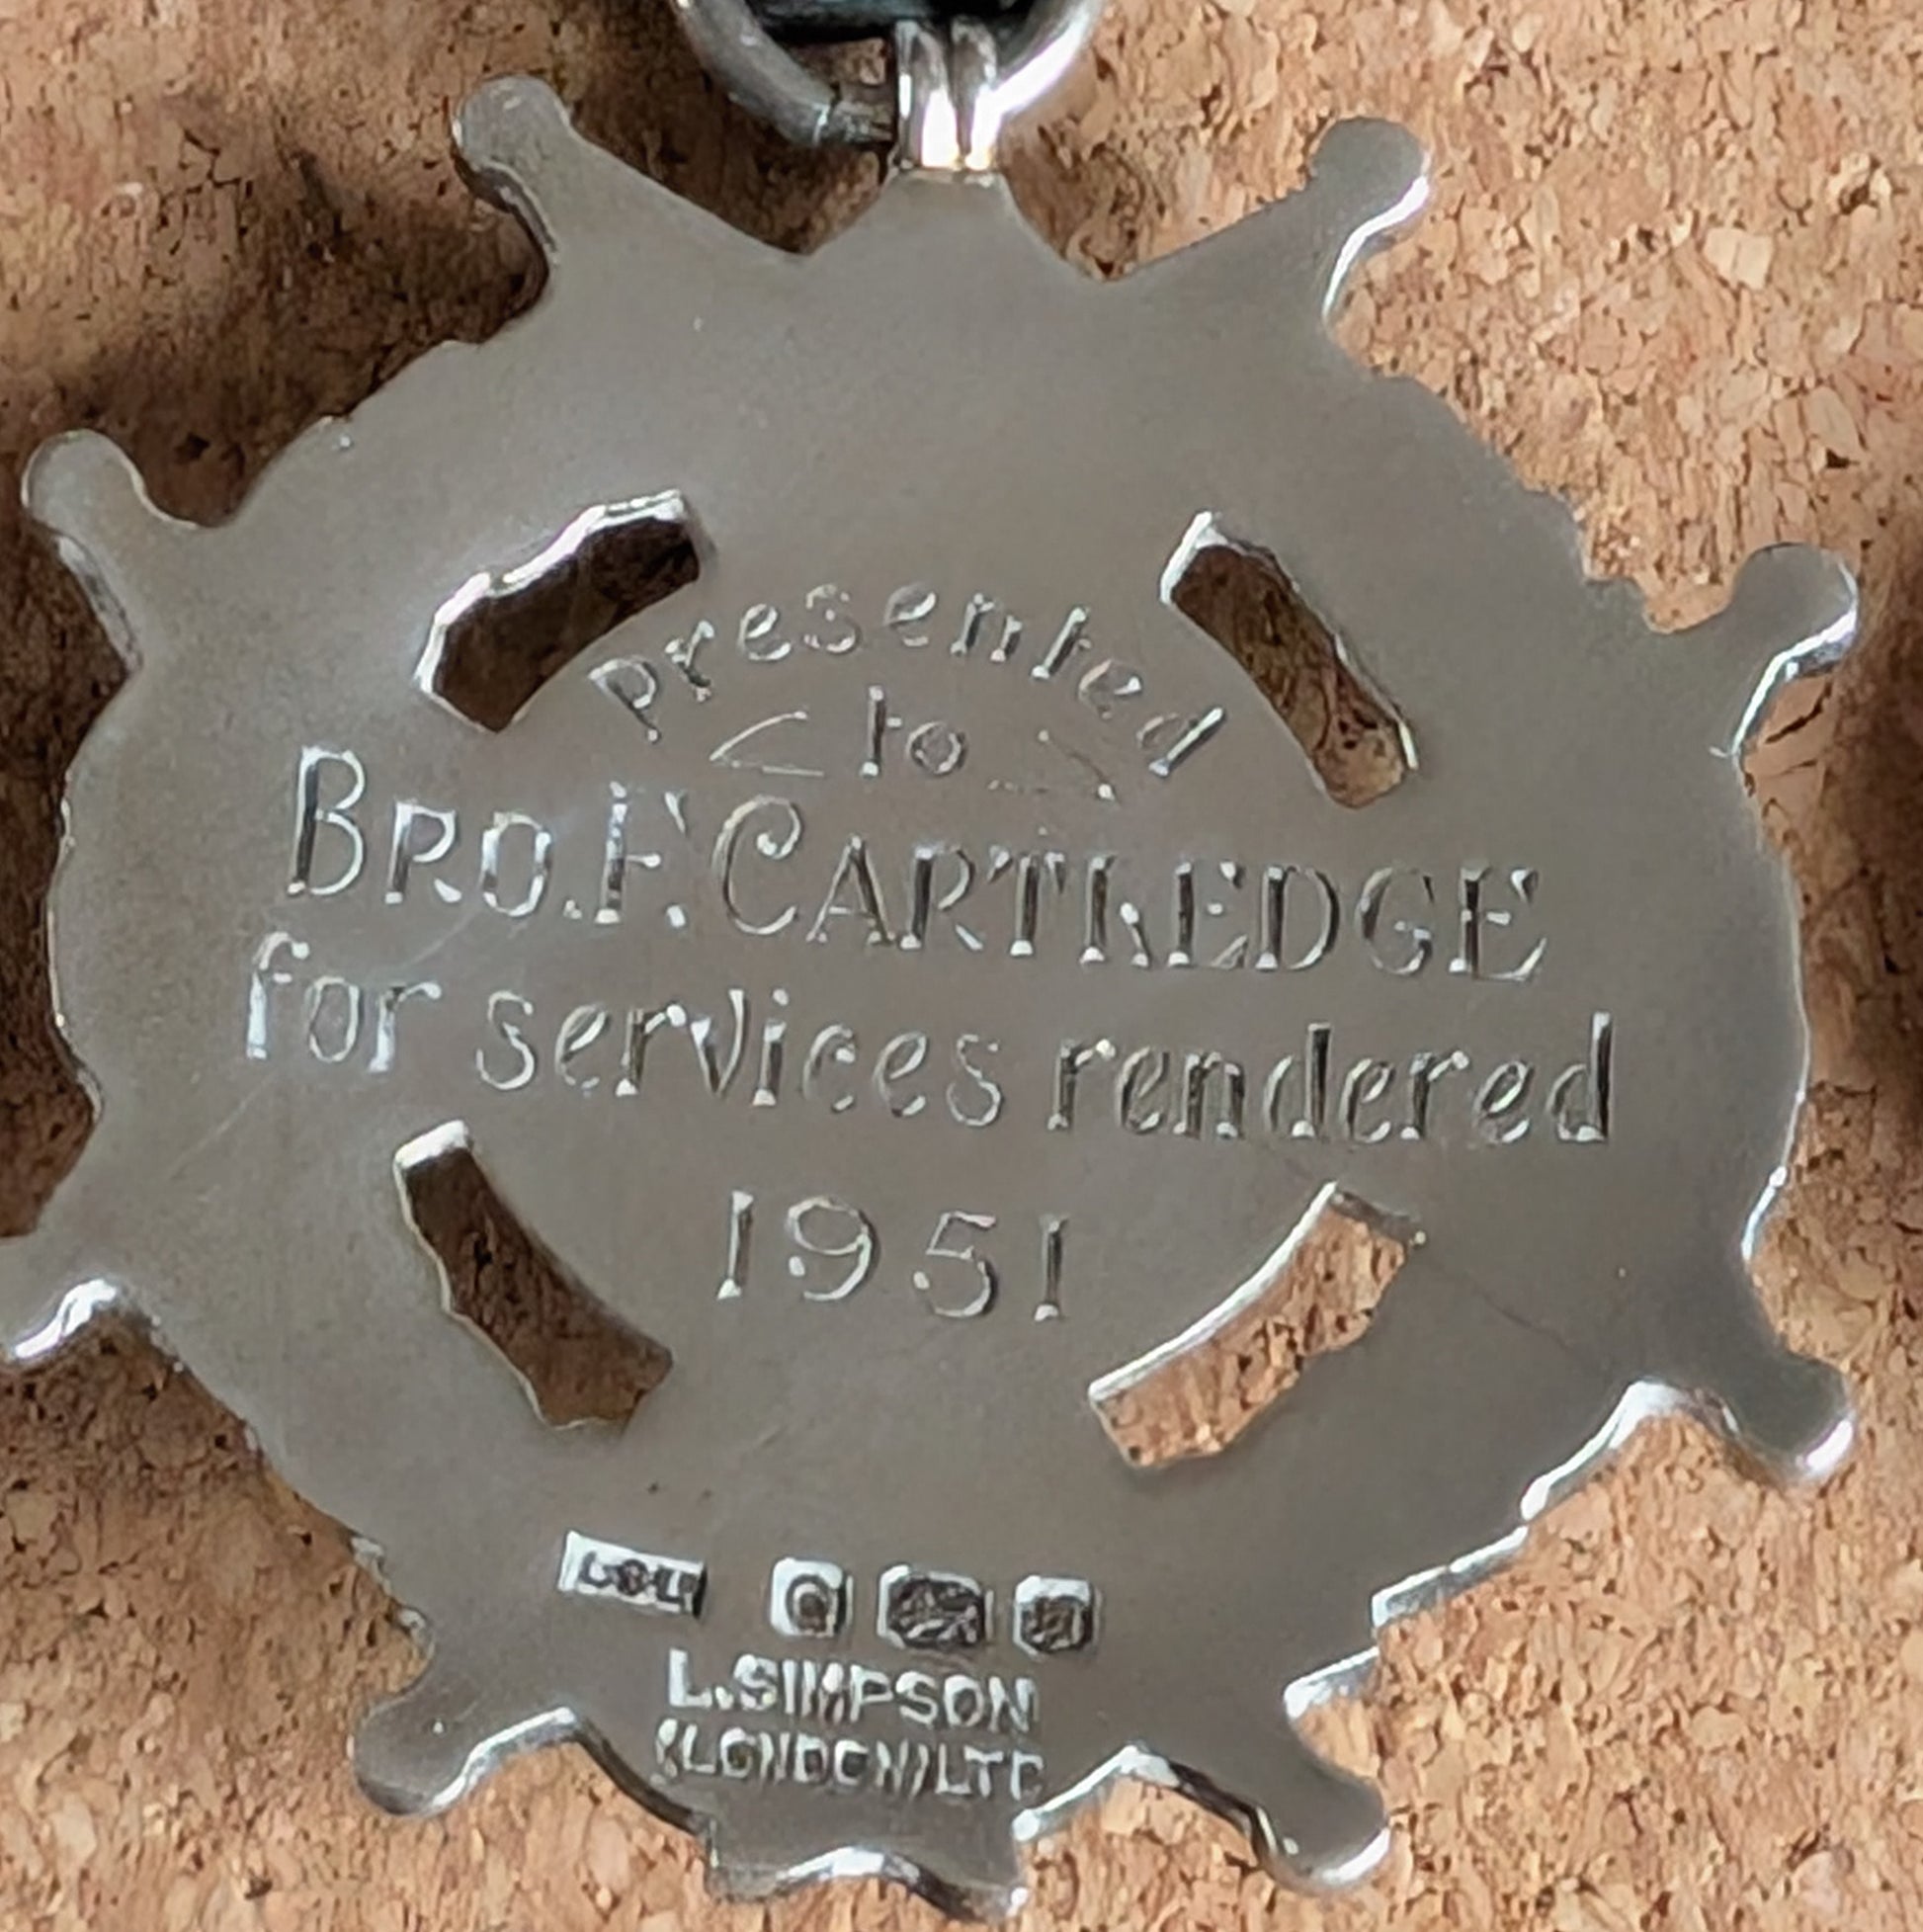 presented
to
BRO. F. CARTLEDGE
for services rendered
1951
L.SIMPSON
(LONDON) LTD